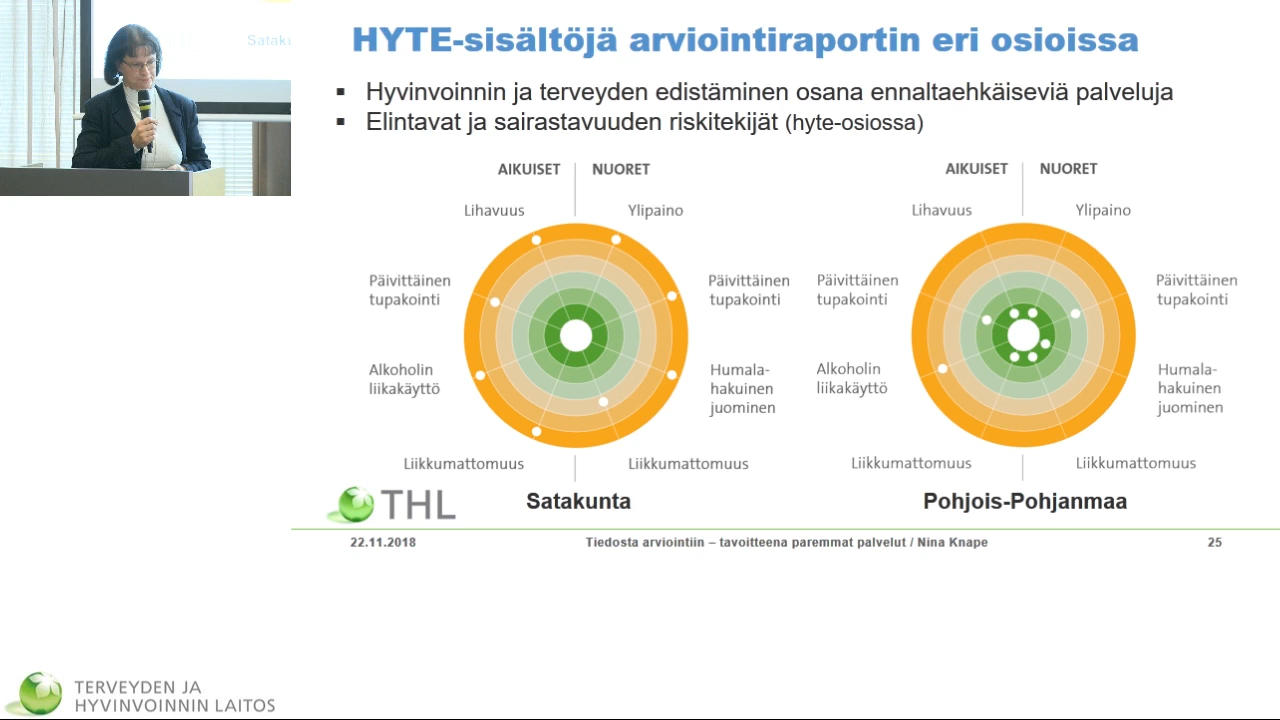 HYTE-sisältöjä arviointiraportin eri osioissa
Hyvinvoinnin ja terveyden edistäminen osana ennaltaehkäiseviä palveluja
Elintavat ja sairastavuuden riskitekijät (hyte-osiossa)
AIKUISET NUORET
Lihavuus Ylipaino
Päivittäinen
tupakointi
Päivittäinen
tupakointi
Alkoholin
liikakäyttö
Humala-
hakuinen
juominen
Liikkumattomuus Liikkumattomuus
Satakunta
AIKUISET NUORET
Lihavuus Ylipaino
Päivittäinen
tupakointi
Päivittäinen
tupakointi
Alkoholin
liikakäyttö
Humala-
hakuinen
juominen
Liikkumattomuus Liikkumattomuus
Pohjois-Pohjanmaa
THL
22.11.2018 Tiedosta arviointiin – tavoitteena paremmat palvelut / Nina Knape 25
TERVEYDEN JA
HYVINVOINNIN LAITOS